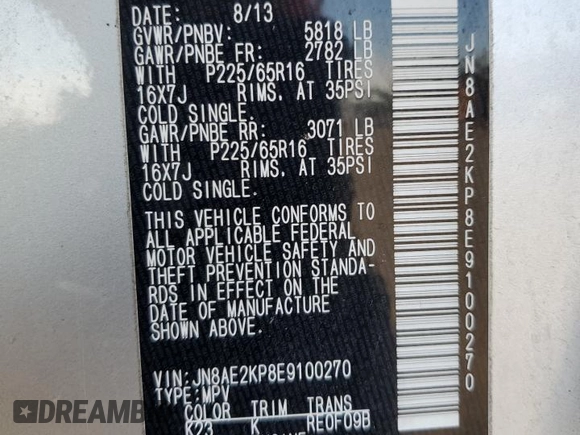 DATE: 8/13
GVWR/PNBV: 5818 LB
GAWR/PNBE FR: 2782 LB
WITH P225/65R16 TIRES
16X7J RIMS, AT 35PSI
COLD SINGLE.
GAWR/PNBE RR: 3071 LB
WITH P225/65R16 TIRES
16X7J RIMS, AT 35PSI
COLD SINGLE.
THIS VEHICLE CONFORMS TO
ALL APPLICABLE FEDERAL
MOTOR VEHICLE SAFETY AND
THEFT PREVENTION STANDA-
RDS IN EFFECT ON THE
DATE OF MANUFACTURE
SHOWN ABOVE.
VIN:JN8AE2KP8E9100270
TYPE:MPV
COLOR TRIM TRANS
K23 K RE0F09B
JN8AE2KP8E9100270